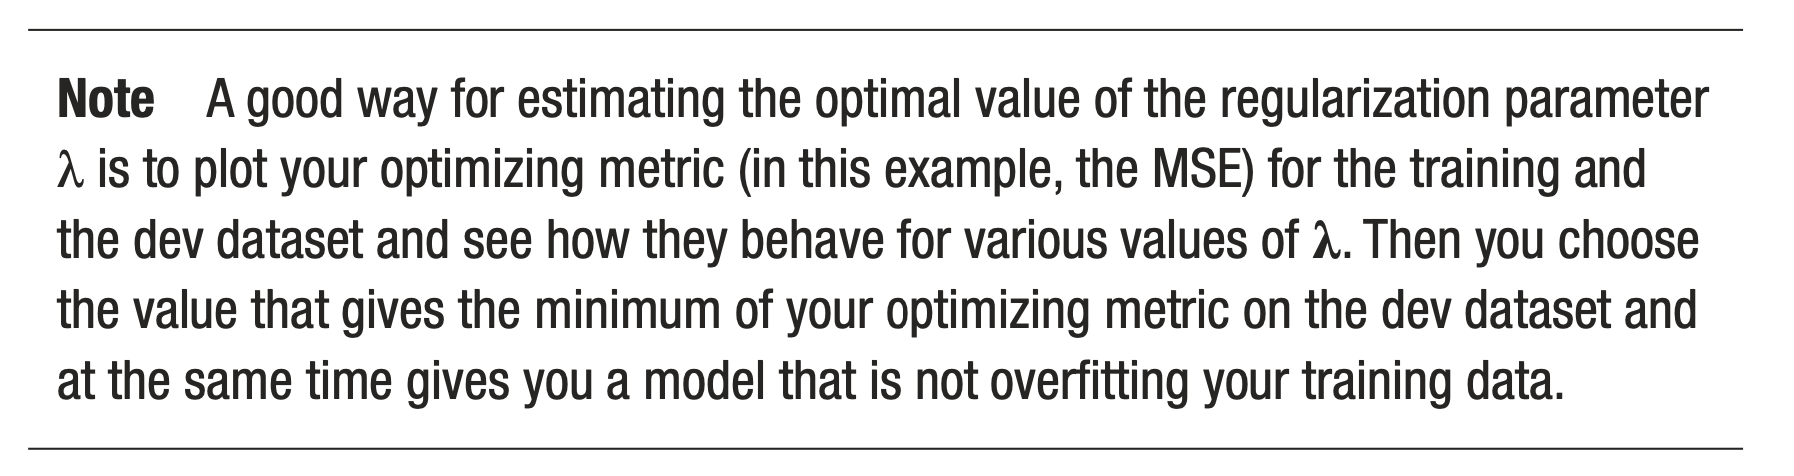 Note A good way for estimating the optimal value of the regularization parameter
λ is to plot your optimizing metric (in this example, the MSE) for the training and
the dev dataset and see how they behave for various values of λ. Then you choose
the value that gives the minimum of your optimizing metric on the dev dataset and
at the same time gives you a model that is not overfitting your training data.